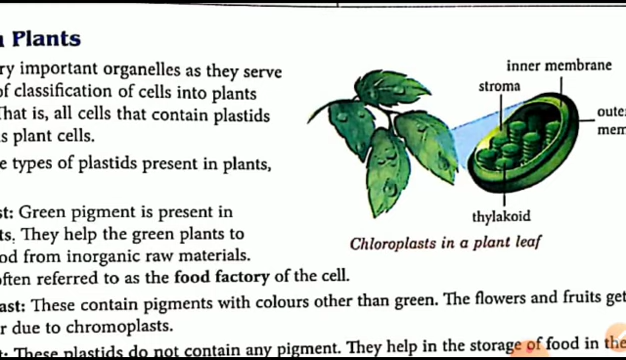 Plants
ry important organelles as they serve
of classification of cells into plants
That is, all cells that contain plastids
s plant cells.
e types of plastids present in plants,
st: Green pigment is present in
ts. They help the green plants to
od from inorganic raw materials.
often referred to as the food factory of the cell.
ast: These contain pigments with colours other than green. The flowers and fruits get
r due to chromoplasts.
These plastids do not contain any pigment. They help in the storage of food in the
inner membrane
stroma
oute
mem
thylakoid
Chloroplasts in a plant leaf